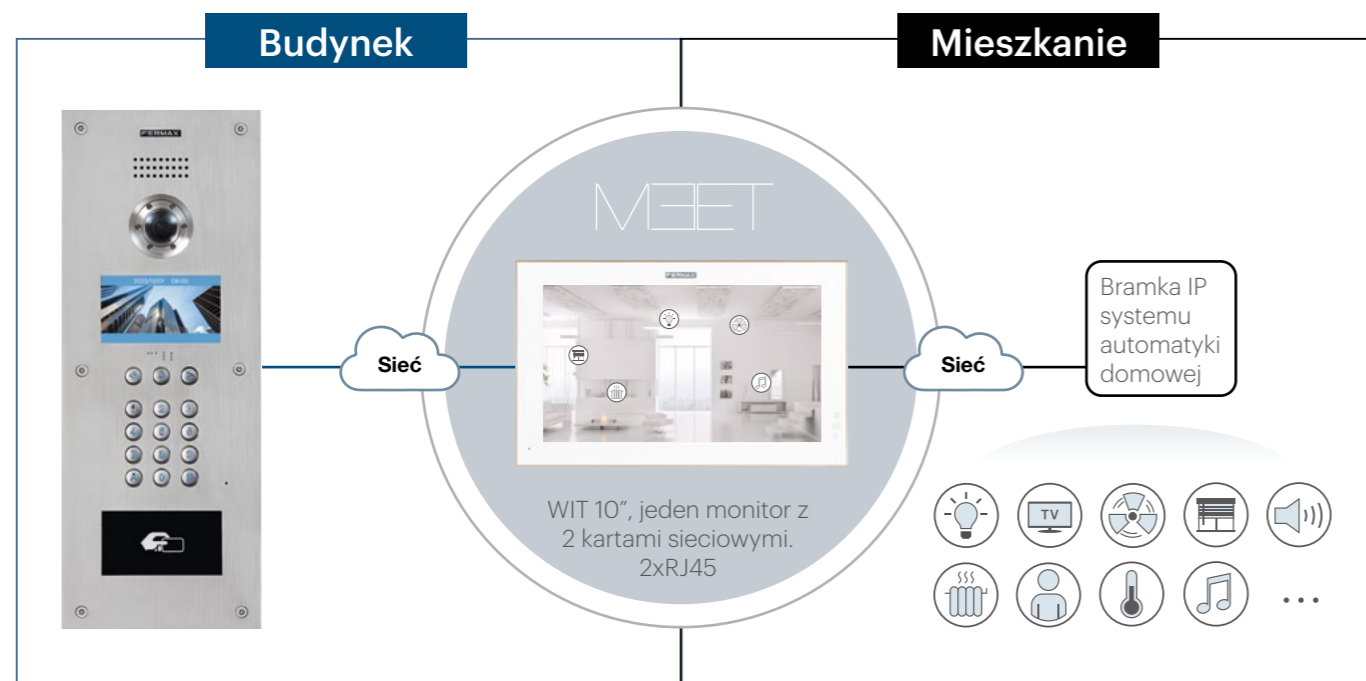 Budynek
Mieszkanie
FERMAX
MEET
FERMAX
Sieć
Sieć
Bramka IP
systemu
automatyki
domowej
WIT 10”, jeden monitor z
2 kartami sieciowymi.
2xRJ45
TV
...